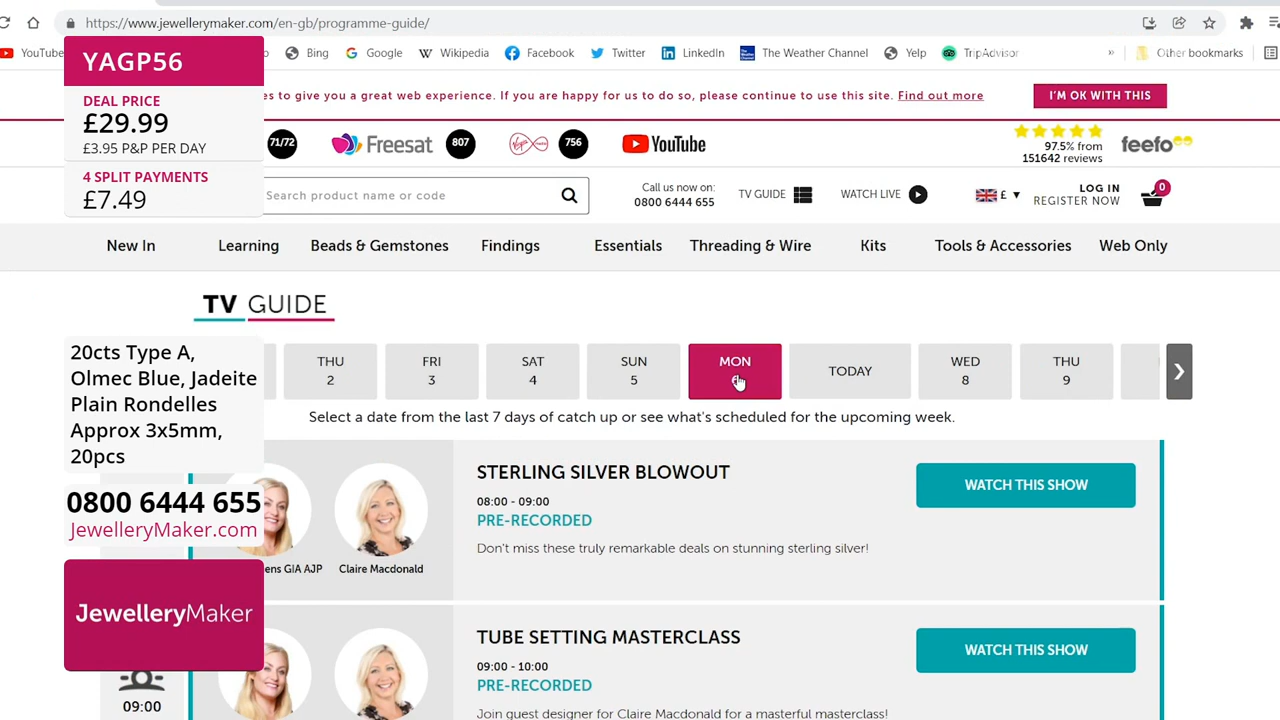 https://www.jewellerymaker.com/en-gb/programme-guide/
YouTube
Bing
Google
Wikipedia
Facebook
Twitter
LinkedIn
The Weather Channel
Yelp
TripAdvisor
»
Other bookmarks
YAGP56
DEAL PRICE
£29.99
£3.95 P&P PER DAY
4 SPLIT PAYMENTS
£7.49
es to give you a great web experience. If you are happy for us to do so, please continue to use this site. Find out more
I'M OK WITH THIS
71/72
Freesat
807
756
YouTube
97.5% from
151642 reviews
feefo
Search product name or code
Call us now on:
0800 6444 655
TV GUIDE
WATCH LIVE
£ ▼
LOG IN
REGISTER NOW
0
New In
Learning
Beads & Gemstones
Findings
Essentials
Threading & Wire
Kits
Tools & Accessories
Web Only
TV GUIDE
THU
2
FRI
3
SAT
4
SUN
5
MON
TODAY
WED
8
THU
9
Select a date from the last 7 days of catch up or see what's scheduled for the upcoming week.
20cts Type A,
Olmec Blue, Jadeite
Plain Rondelles
Approx 3x5mm,
20pcs
0800 6444 655
JewelleryMaker.com
JewelleryMaker
STERLING SILVER BLOWOUT
08:00 - 09:00
PRE-RECORDED
Don't miss these truly remarkable deals on stunning sterling silver!
WATCH THIS SHOW
ens GIA AJP
Claire Macdonald
TUBE SETTING MASTERCLASS
09:00 - 10:00
PRE-RECORDED
Join guest designer for Claire Macdonald for a masterful masterclass!
WATCH THIS SHOW
09:00